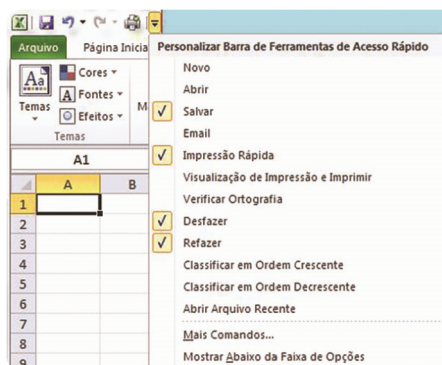 Arquivo Página Inicia
Personalizar Barra de Ferramentas de Acesso Rápido
Aa
Temas
Cores
A Fontes
Efeitos
M
Temas
Novo
Abrir
Salvar
Email
Impressão Rápida
Visualização de Impressão e Imprimir
Verificar Ortografia
Desfazer
Refazer
Classificar em Ordem Crescente
Classificar em Ordem Decrescente
Abrir Arquivo Recente
Mais Comandos...
Mostrar Abaixo da Faixa de Opções
A1
A B
1
2
3
4
5
6
7
8
9